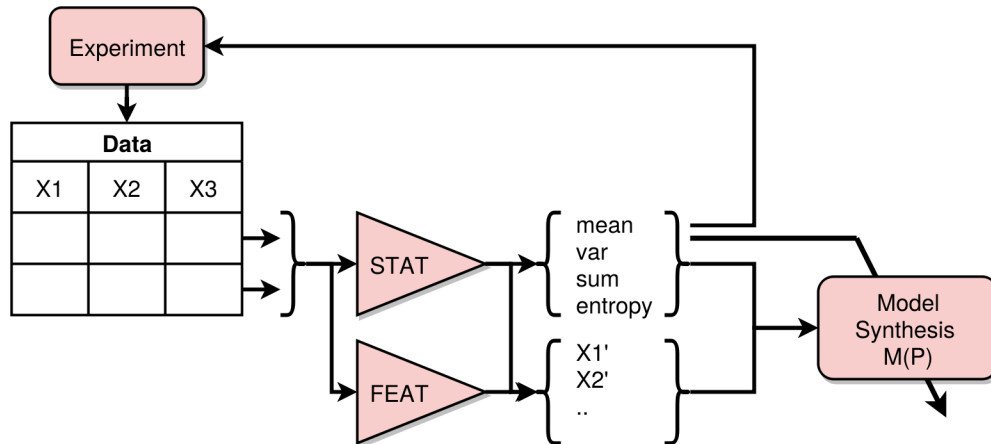 Experiment
Data
X1 X2 X3
STAT
mean
var
sum
entropy
FEAT
X1'
X2'
..
Model
Synthesis
M(P)